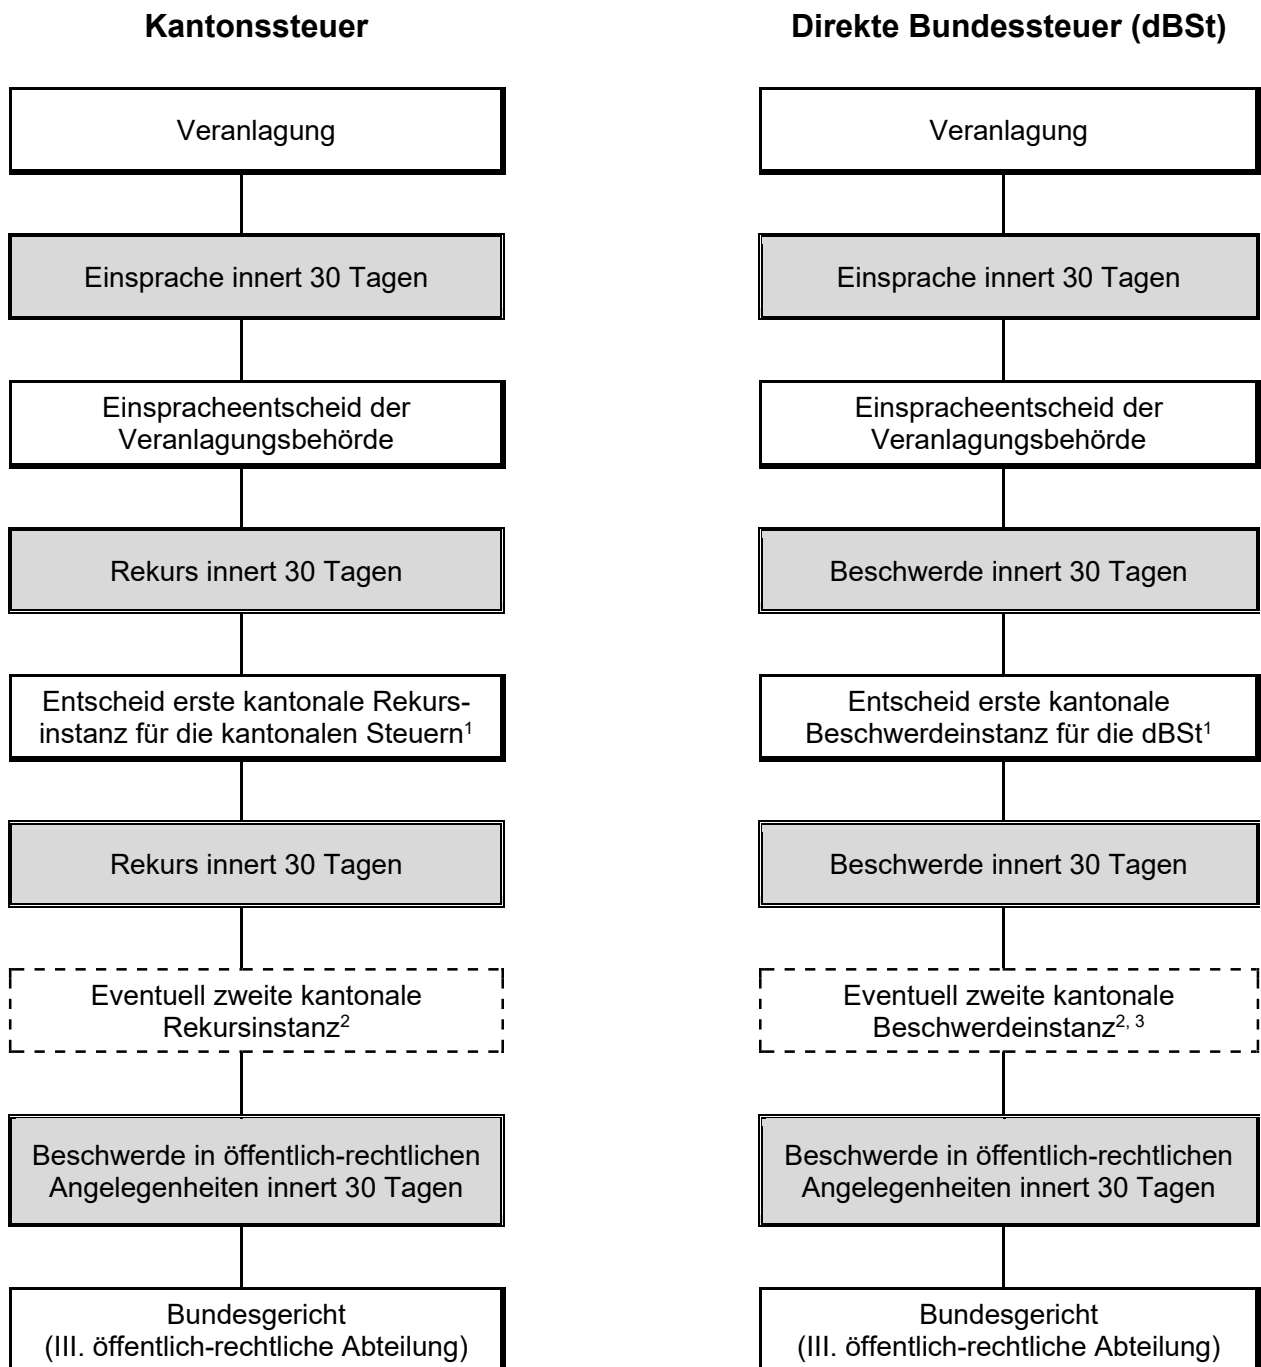 Kantonssteuer
Veranlagung
Einsprache innert 30 Tagen
Einspracheentscheid der
Veranlagungsbehörde
Rekurs innert 30 Tagen
Entscheid erste kantonale Rekurs-
instanz für die kantonalen Steuern¹
Rekurs innert 30 Tagen
Eventuell zweite kantonale
Rekursinstanz²
Beschwerde in öffentlich-rechtlichen
Angelegenheiten innert 30 Tagen
Bundesgericht
(III. öffentlich-rechtliche Abteilung)
Direkte Bundessteuer (dBSt)
Veranlagung
Einsprache innert 30 Tagen
Einspracheentscheid der
Veranlagungsbehörde
Beschwerde innert 30 Tagen
Entscheid erste kantonale
Beschwerdeinstanz für die dBSt¹
Beschwerde innert 30 Tagen
Eventuell zweite kantonale
Beschwerdeinstanz²˒ ³
Beschwerde in öffentlich-rechtlichen
Angelegenheiten innert 30 Tagen
Bundesgericht
(III. öffentlich-rechtliche Abteilung)